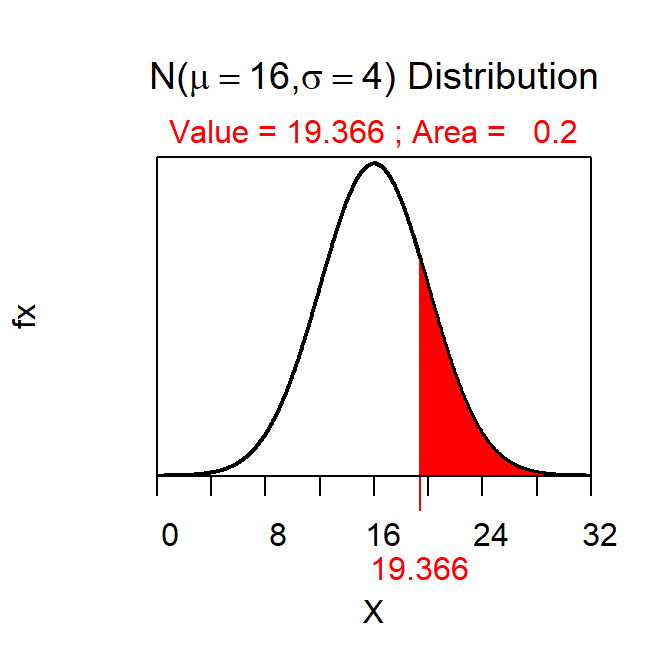 N(μ = 16,σ = 4) Distribution
Value = 19.366 ; Area = 0.2
fx
0 8 16 24 32
19.366
X